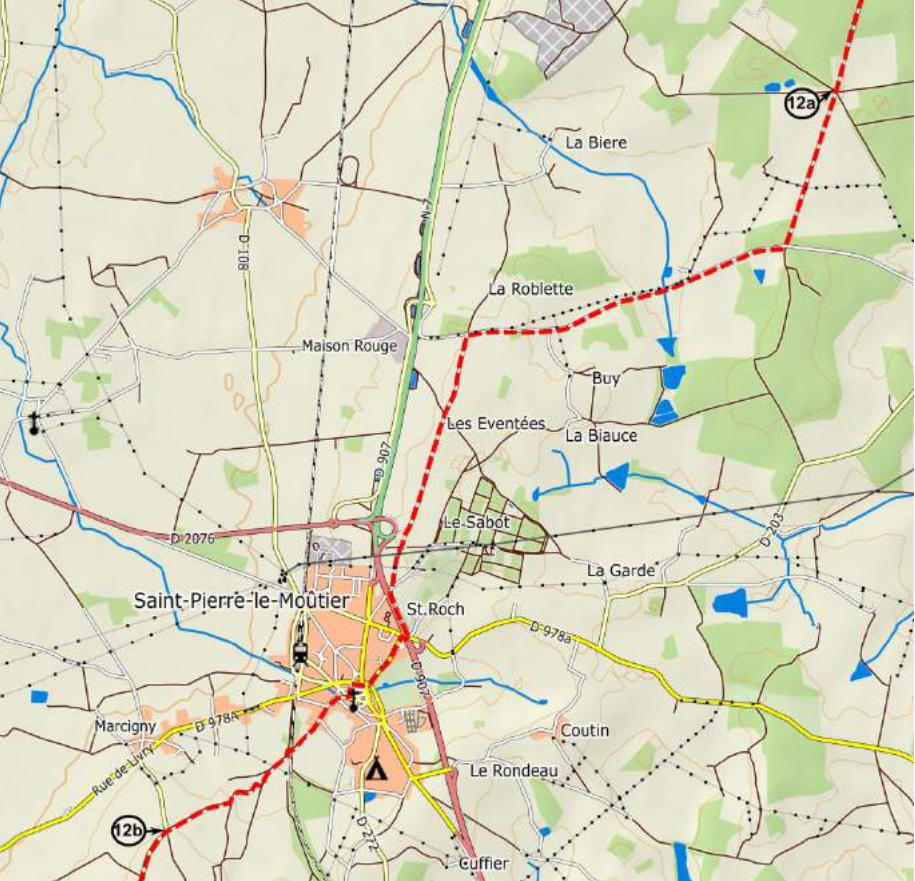 12a
La Biere
N 7
D 108
La Roblette
Maison Rouge
Buy
Les Eventées
La Biauce
D 907
Le Sabot
D 2076
D 203
La Garde
Saint-Pierre-le-Moûtier
St.Roch
D 978a
D 907
D 978A
Marcigny
Coutin
Rue de Livry
Le Rondeau
12b
D 272
Cuffier